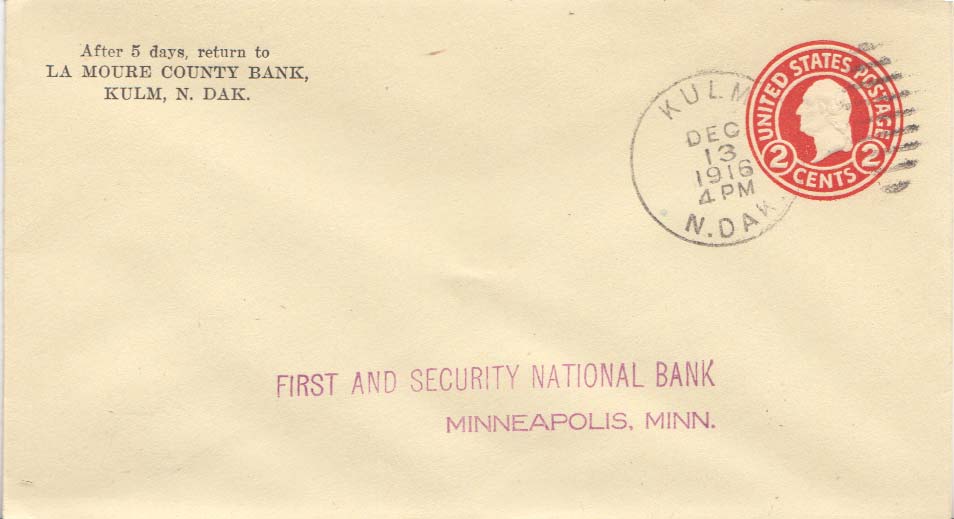 After 5 days, return to
LA MOURE COUNTY BANK,
KULM, N. DAK.
KULM
DEC
13
1916
4 PM
N. DAK.
UNITED STATES POSTAGE
2 CENTS 2
FIRST AND SECURITY NATIONAL BANK
MINNEAPOLIS, MINN.